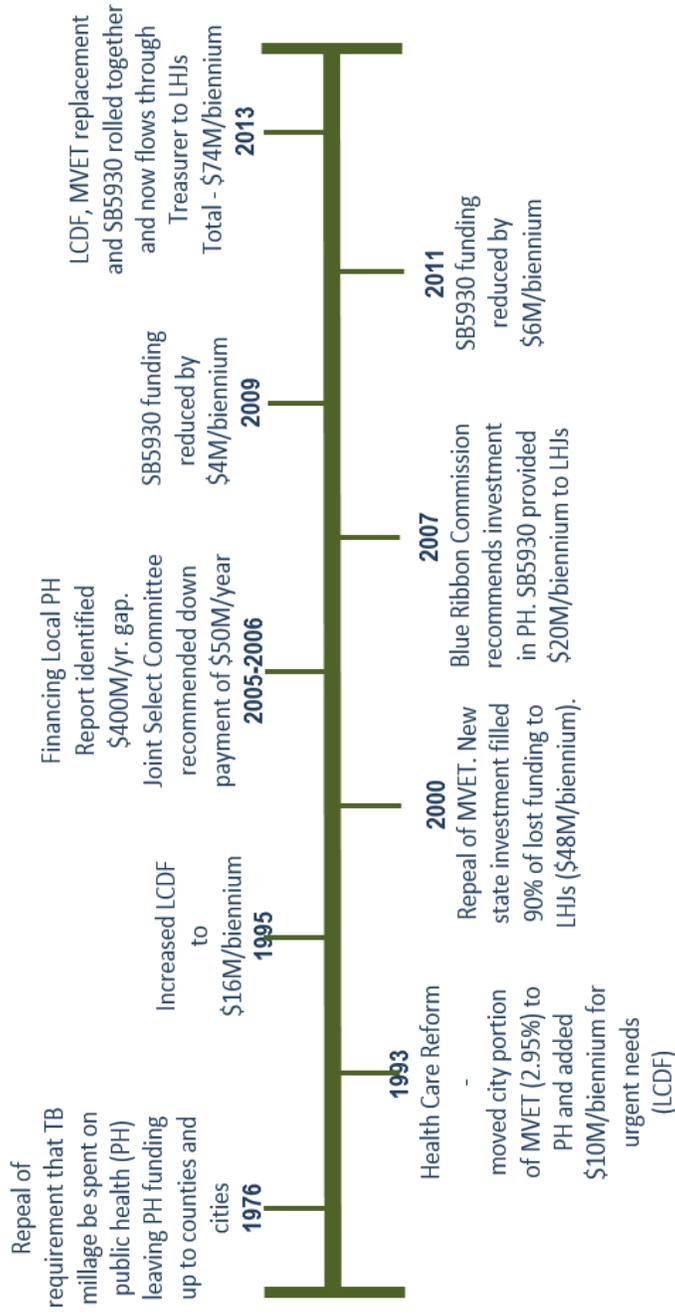 Repeal of
requirement that TB
millage be spent on
public health (PH)
leaving PH funding
up to counties and
cities
1976
1993
Health Care Reform
-
moved city portion
of MVET (2.95%) to
PH and added
$10M/biennium for
urgent needs
(LCDF)
Increased LCDF
to
$16M/biennium
1995
2000
Repeal of MVET. New
state investment filled
90% of lost funding to
LHJs ($48M/biennium).
Financing Local PH
Report identified
$400M/yr. gap.
Joint Select Committee
recommended down
payment of $50M/year
2005-2006
2007
Blue Ribbon Commission
recommends investment
in PH. SB5930 provided
$20M/biennium to LHJs
SB5930 funding
reduced by
$4M/biennium
2009
2011
SB5930 funding
reduced by
$6M/biennium
LCDF, MVET replacement
and SB5930 rolled together
and now flows through
Treasurer to LHJs
Total - $74M/biennium
2013